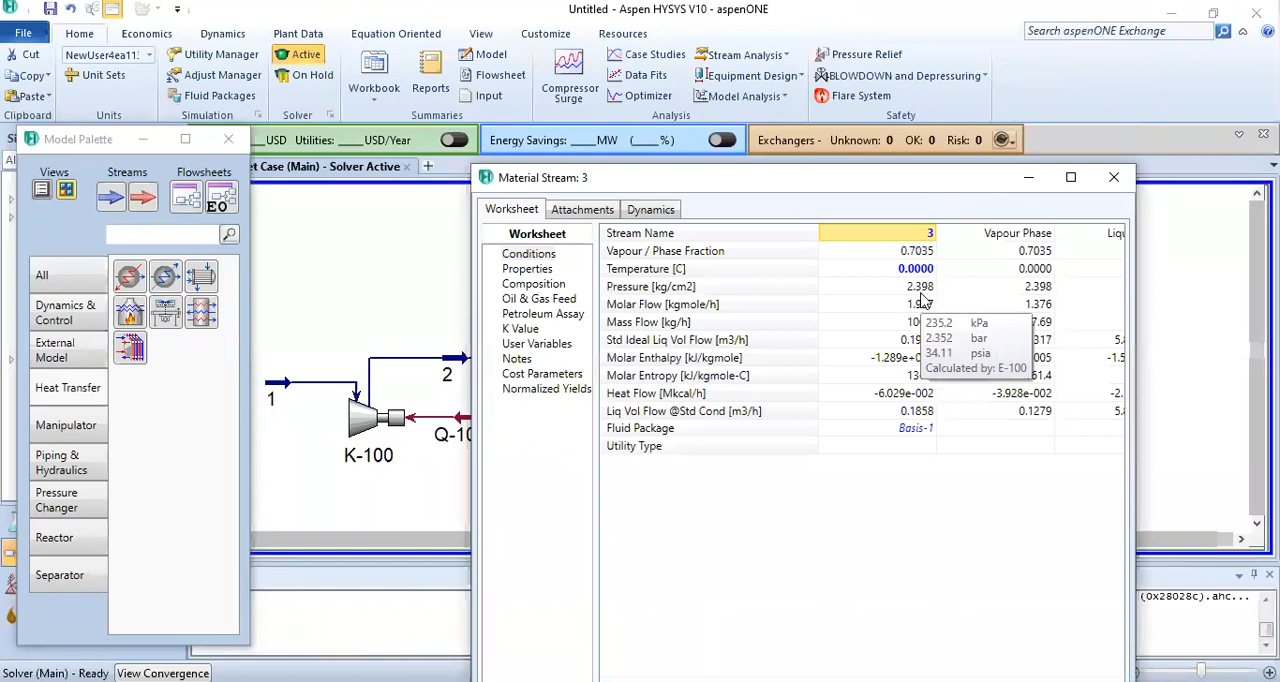 Untitled - Aspen HYSYS V10 - aspenONE
File Home Economics Dynamics Plant Data Equation Oriented View Customize Resources Search aspenONE Exchange
Cut NewUser4ea11: Utility Manager Active Model Case Studies Stream Analysis Pressure Relief
Copy Unit Sets Adjust Manager On Hold Workbook Reports Flowsheet Compressor Surge Data Fits Equipment Design BLOWDOWN and Depressuring
Paste Fluid Packages Input Optimizer Model Analysis Flare System
Clipboard Units Simulation Solver Summaries Analysis Safety
Model Palette USD Utilities: USD/Year Energy Savings: MW (%) Exchangers - Unknown: 0 OK: 0 Risk: 0
et Case (Main) - Solver Active
Views Streams Flowsheets
EO
All
Dynamics & Control
External Model
Heat Transfer
Manipulator
Piping & Hydraulics
Pressure Changer
Reactor
Separator
1
2
K-100
Material Stream: 3
Worksheet Attachments Dynamics
Worksheet
Conditions
Properties
Composition
Oil & Gas Feed
Petroleum Assay
K Value
User Variables
Notes
Cost Parameters
Normalized Yields
Stream Name 3 Vapour Phase
Vapour / Phase Fraction 0.7035 0.7035
Temperature [C] 0.0000 0.0000
Pressure [kg/cm2] 2.398 2.398
Molar Flow [kgmole/h] 1.376
Mass Flow [kg/h]
Std Ideal Liq Vol Flow [m3/h]
Molar Enthalpy [kJ/kgmole]
Molar Entropy [kJ/kgmole-C]
Heat Flow [Mkcal/h] -6.029e-002 -3.928e-002
Liq Vol Flow @Std Cond [m3/h] 0.1858 0.1279
Fluid Package Basis-1
Utility Type
235.2 kPa
2.352 bar
34.11 psia
Calculated by: E-100
(0x28028c).ahc...
Solver (Main) - Ready View Convergence